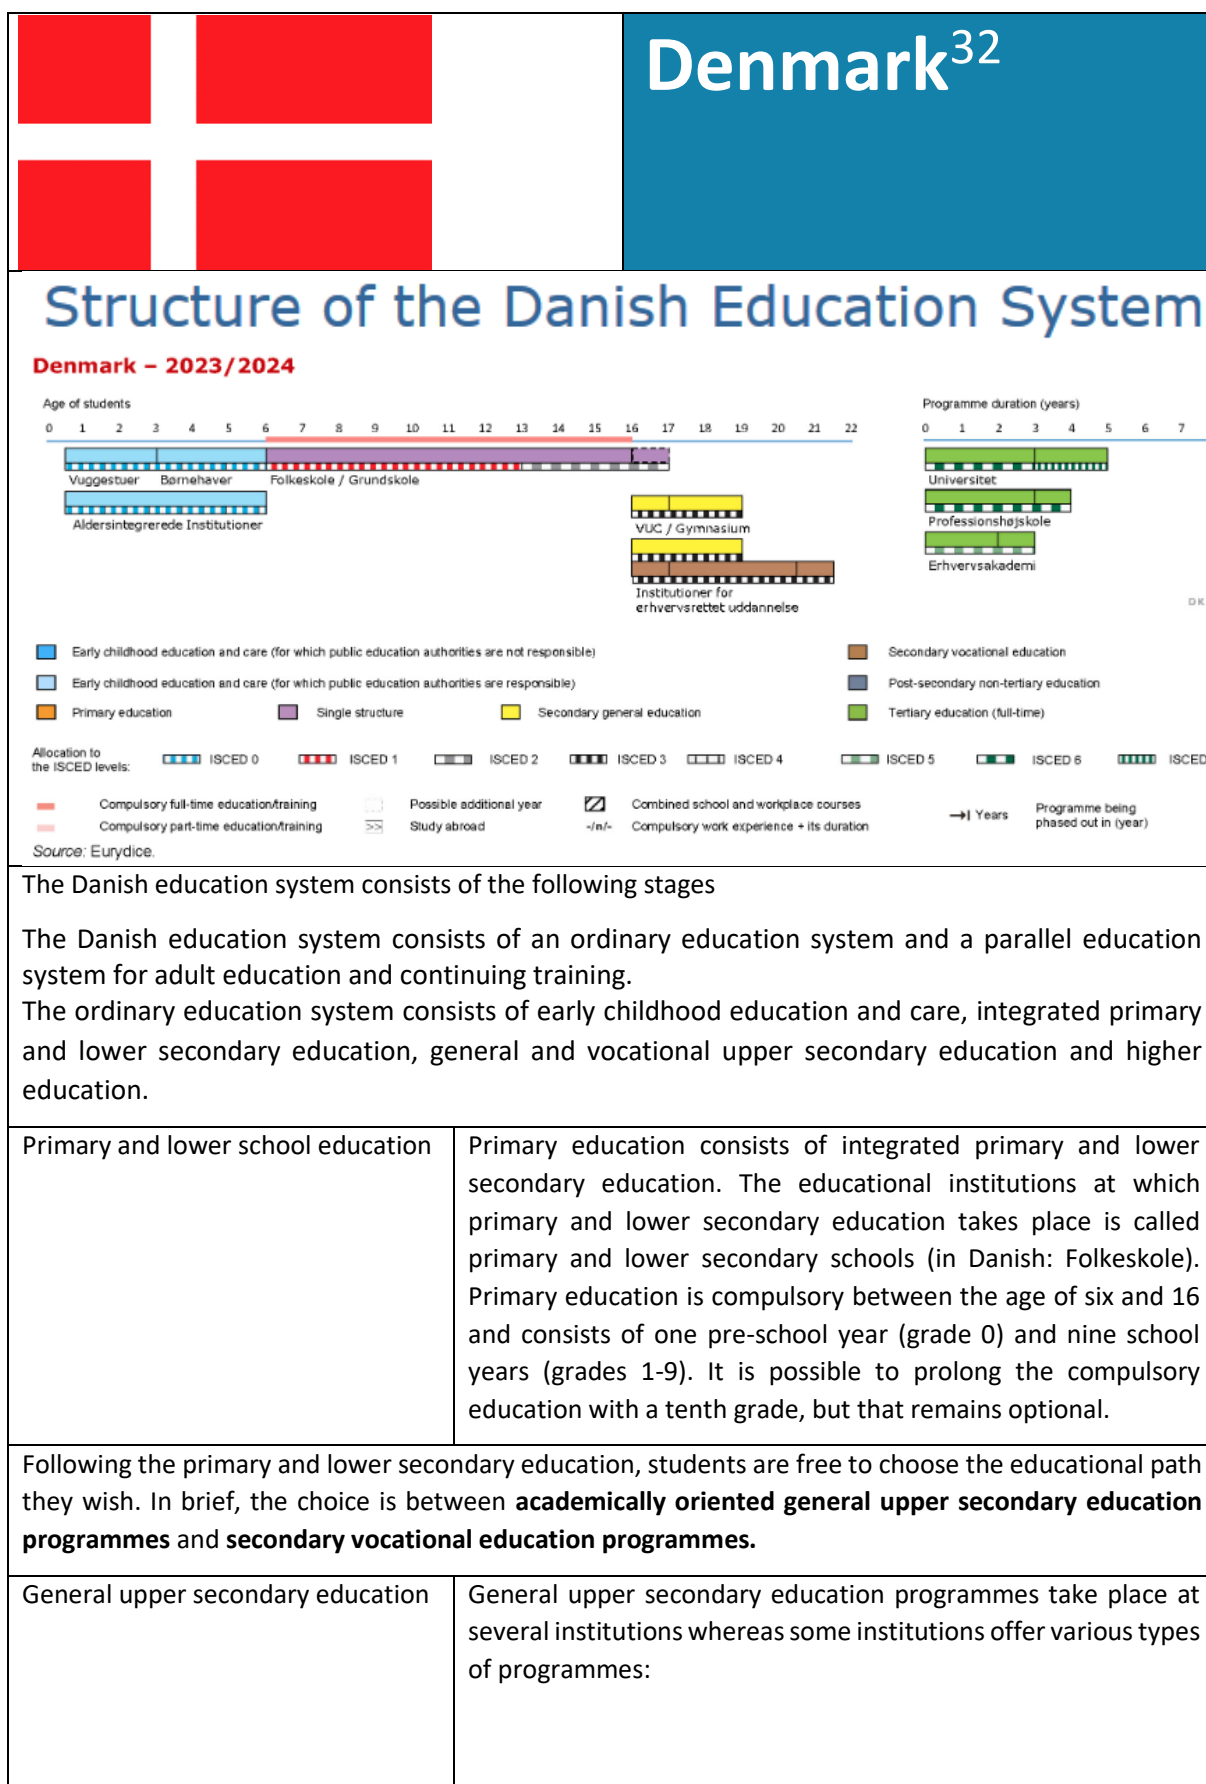 Denmark32
Structure of the Danish Education System
Denmark – 2023/2024
Age of students
0 1 2 3 4 5 6 7 8 9 10 11 12 13 14 15 16 17 18 19 20 21 22
Programme duration (years)
0 1 2 3 4 5 6 7
Vuggestuer Børnehaver Folkeskole / Grundskole
Aldersintegrerede Institutioner
VUC / Gymnasium
Institutioner for
erhvervsrettet uddannelse
Universitet
Professionshøjskole
Erhvervsakademi
DK
Early childhood education and care (for which public education authorities are not responsible)
Secondary vocational education
Early childhood education and care (for which public education authorities are responsible)
Post-secondary non-tertiary education
Primary education Single structure Secondary general education
Tertiary education (full-time)
Allocation to
the ISCED levels:
ISCED 0 ISCED 1 ISCED 2 ISCED 3 ISCED 4 ISCED 5 ISCED 6 ISCED
Compulsory full-time education/training Possible additional year Combined school and workplace courses
Compulsory part-time education/training >> Study abroad -/n/- Compulsory work experience + its duration
Years Programme being
phased out in (year)
Source: Eurydice.
The Danish education system consists of the following stages
The Danish education system consists of an ordinary education system and a parallel education
system for adult education and continuing training.
The ordinary education system consists of early childhood education and care, integrated primary
and lower secondary education, general and vocational upper secondary education and higher
education.
Primary and lower school education
Primary education consists of integrated primary and lower
secondary education. The educational institutions at which
primary and lower secondary education takes place is called
primary and lower secondary schools (in Danish: Folkeskole).
Primary education is compulsory between the age of six and 16
and consists of one pre-school year (grade 0) and nine school
years (grades 1-9). It is possible to prolong the compulsory
education with a tenth grade, but that remains optional.
Following the primary and lower secondary education, students are free to choose the educational path
they wish. In brief, the choice is between academically oriented general upper secondary education
programmes and secondary vocational education programmes.
General upper secondary education
General upper secondary education programmes take place at
several institutions whereas some institutions offer various types
of programmes: